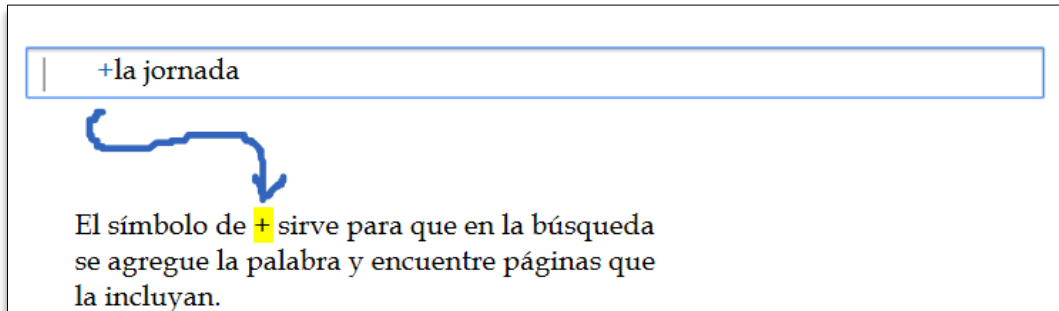 +la jornada
El símbolo de + sirve para que en la búsqueda
se agregue la palabra y encuentre páginas que
la incluyan.